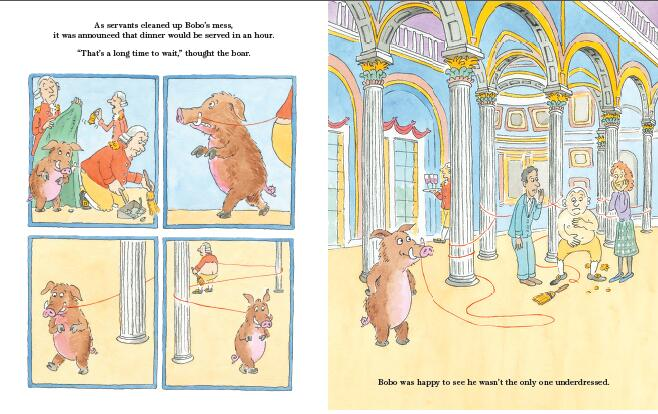 As servants cleaned up Bobo's mess,
it was announced that dinner would be served in an hour.
"That's a long time to wait," thought the boar.
Bobo was happy to see he wasn't the only one underdressed.